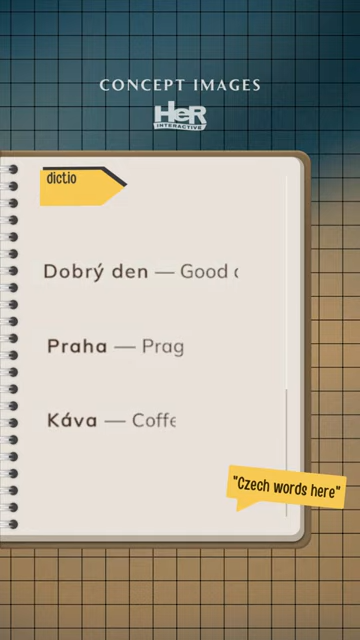 CONCEPT IMAGES
HeR
INTERACTIVE
dictio
Dobrý den — Good
Praha — Prag
Káva — Coffe
"Czech words here"